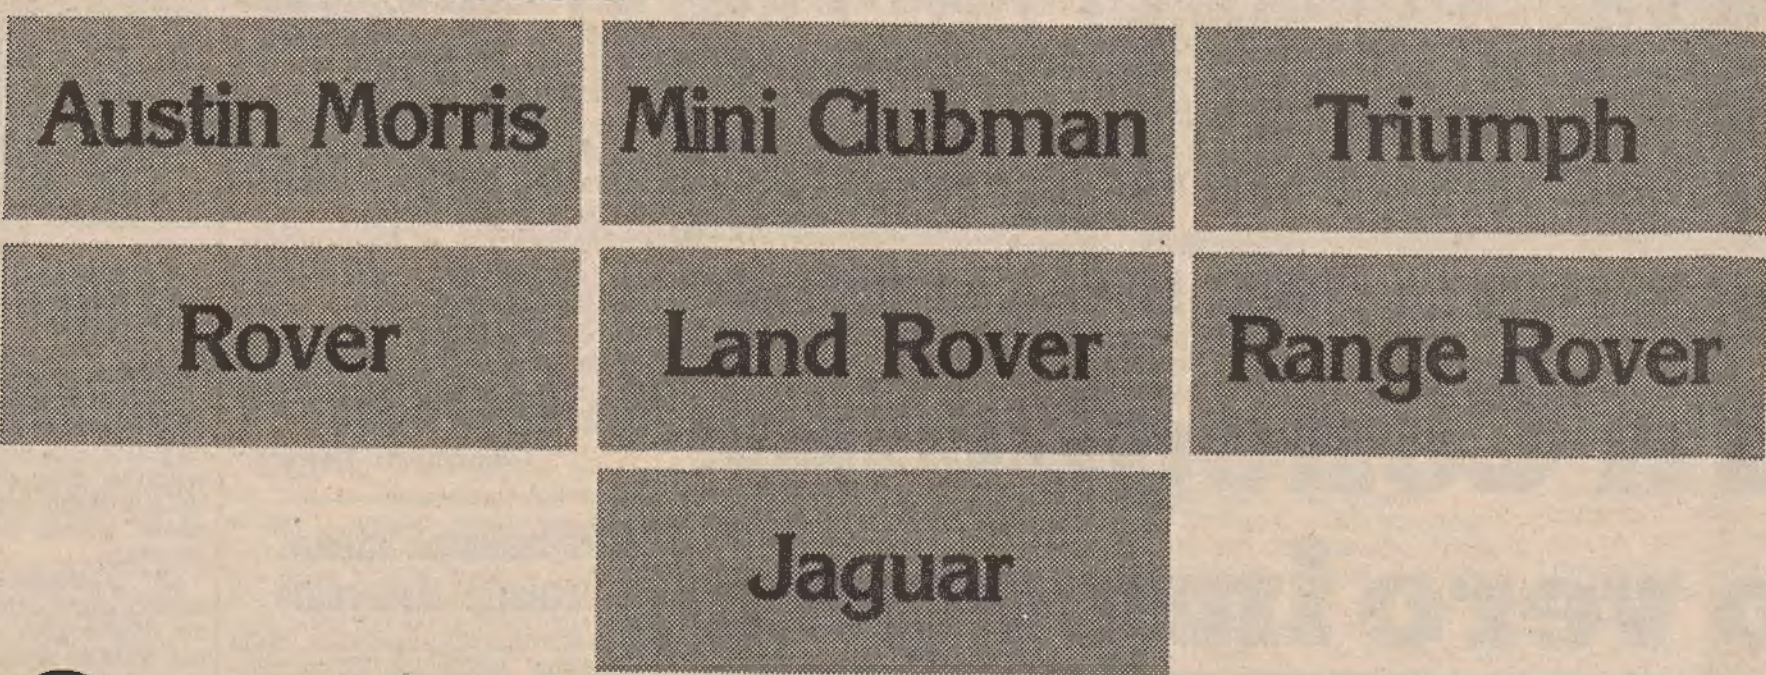 Austin Morris
Mini Clubman
Triumph
Rover
Land Rover
Range Rover
Jaguar